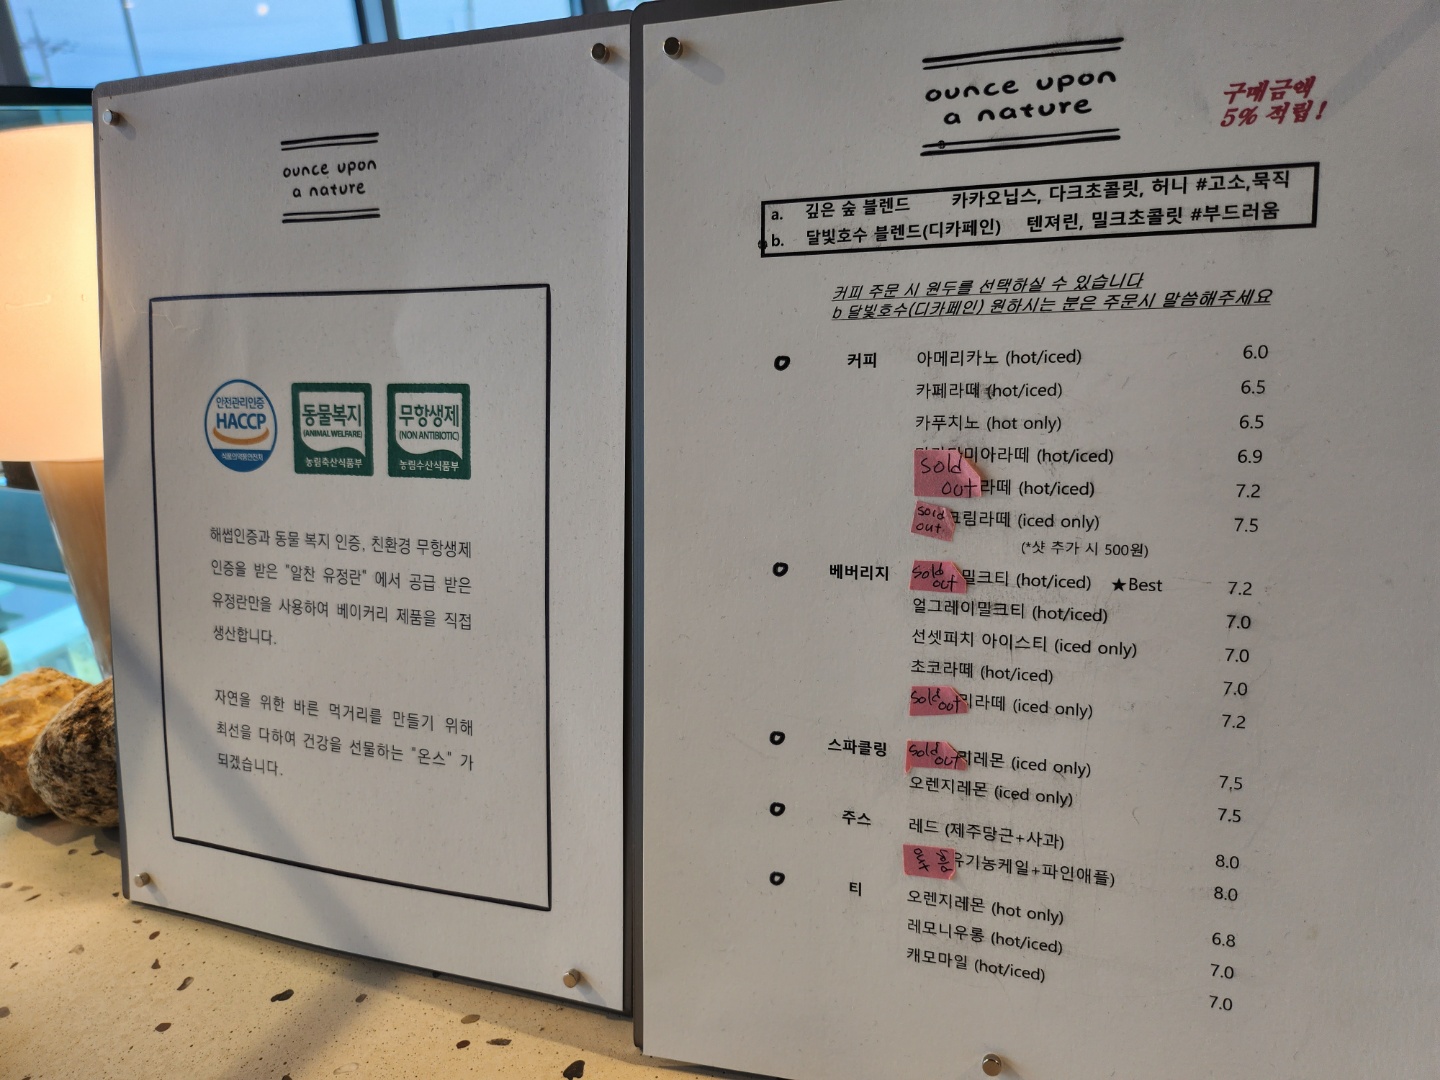 ounce upon
a nature
안전관리인증
HACCP
식품의약품안전처
동물복지
(ANIMAL WELFARE)
농림축산식품부
무항생제
(NON ANTIBIOTIC)
농림수산식품부
해썹인증과 동물 복지 인증, 친환경 무항생제
인증을 받은 "알찬 유정란" 에서 공급 받은
유정란만을 사용하여 베이커리 제품을 직접
생산합니다.
자연을 위한 바른 먹거리를 만들기 위해
최선을 다하여 건강을 선물하는 "온스" 가
되겠습니다.
ounce upon
a nature
구매금액
5% 적립!
a. 깊은 숲 블렌드 카카오닙스, 다크초콜릿, 허니 #고소,묵직
b. 달빛호수 블렌드(디카페인) 텐져린, 밀크초콜릿 #부드러움
커피 주문 시 원두를 선택하실 수 있습니다
b 달빛호수(디카페인) 원하시는 분은 주문시 말씀해주세요
커피 아메리카노 (hot/iced) 6.0
카페라떼 (hot/iced) 6.5
카푸치노 (hot only) 6.5
미아라떼 (hot/iced) 6.9
sold out 라떼 (hot/iced) 7.2
sold out 크림라떼 (iced only) 7.5
(*샷 추가 시 500원)
베버리지 sold out 밀크티 (hot/iced) ★Best 7.2
얼그레이밀크티 (hot/iced) 7.0
선셋피치 아이스티 (iced only) 7.0
초코라떼 (hot/iced) 7.0
sold out 라떼 (iced only) 7.2
스파클링 sold out 레몬 (iced only) 7.5
오렌지레몬 (iced only) 7.5
주스 레드 (제주당근+사과) 8.0
유기농케일+파인애플) 8.0
티 오렌지레몬 (hot only) 6.8
레모니우롱 (hot/iced) 7.0
캐모마일 (hot/iced) 7.0